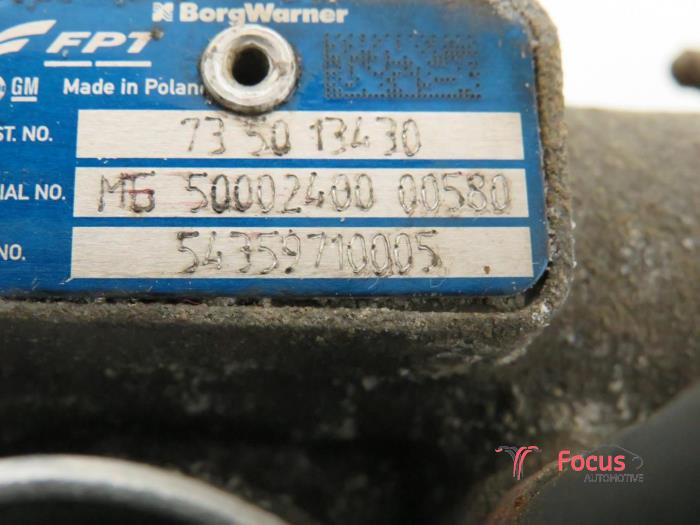 BorgWarner
FPT
GM Made in Polan
ST. NO. 73 50 13430
IAL NO. M6 50002400 00580
NO. 54359710005
Focus
AUTOMOTIVE